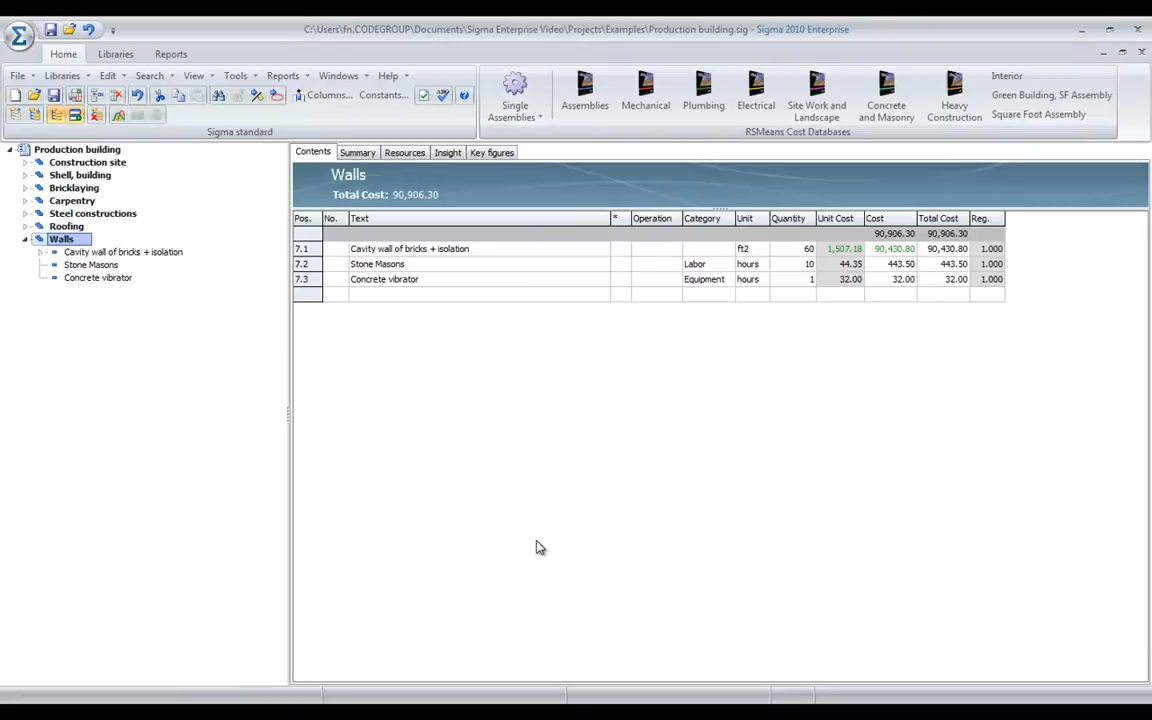 C:\Users\fn.CODEGROUP\Documents\Sigma Enterprise Video\Projects\Examples\Production building.sig - Sigma 2010 Enterprise
Home Libraries Reports
File Libraries Edit Search View Tools Reports Windows Help
Columns... Constants...
Sigma standard
Single Assemblies
Assemblies
Mechanical
Plumbing
Electrical
Site Work and Landscape
Concrete and Masonry
Heavy Construction
Interior
Green Building, SF Assembly
Square Foot Assembly
RSMeans Cost Databases
Production building
Construction site
Shell, building
Bricklaying
Carpentry
Steel constructions
Roofing
Walls
Cavity wall of bricks + isolation
Stone Masons
Concrete vibrator
Contents Summary Resources Insight Key figures
Walls
Total Cost: 90,906.30
Pos. No. Text * Operation Category Unit Quantity Unit Cost Cost Total Cost Reg.
90,906.30 90,906.30
7.1 Cavity wall of bricks + isolation ft2 60 1,507.18 90,430.80 90,430.80 1.000
7.2 Stone Masons Labor hours 10 44.35 443.50 443.50 1.000
7.3 Concrete vibrator Equipment hours 1 32.00 32.00 32.00 1.000